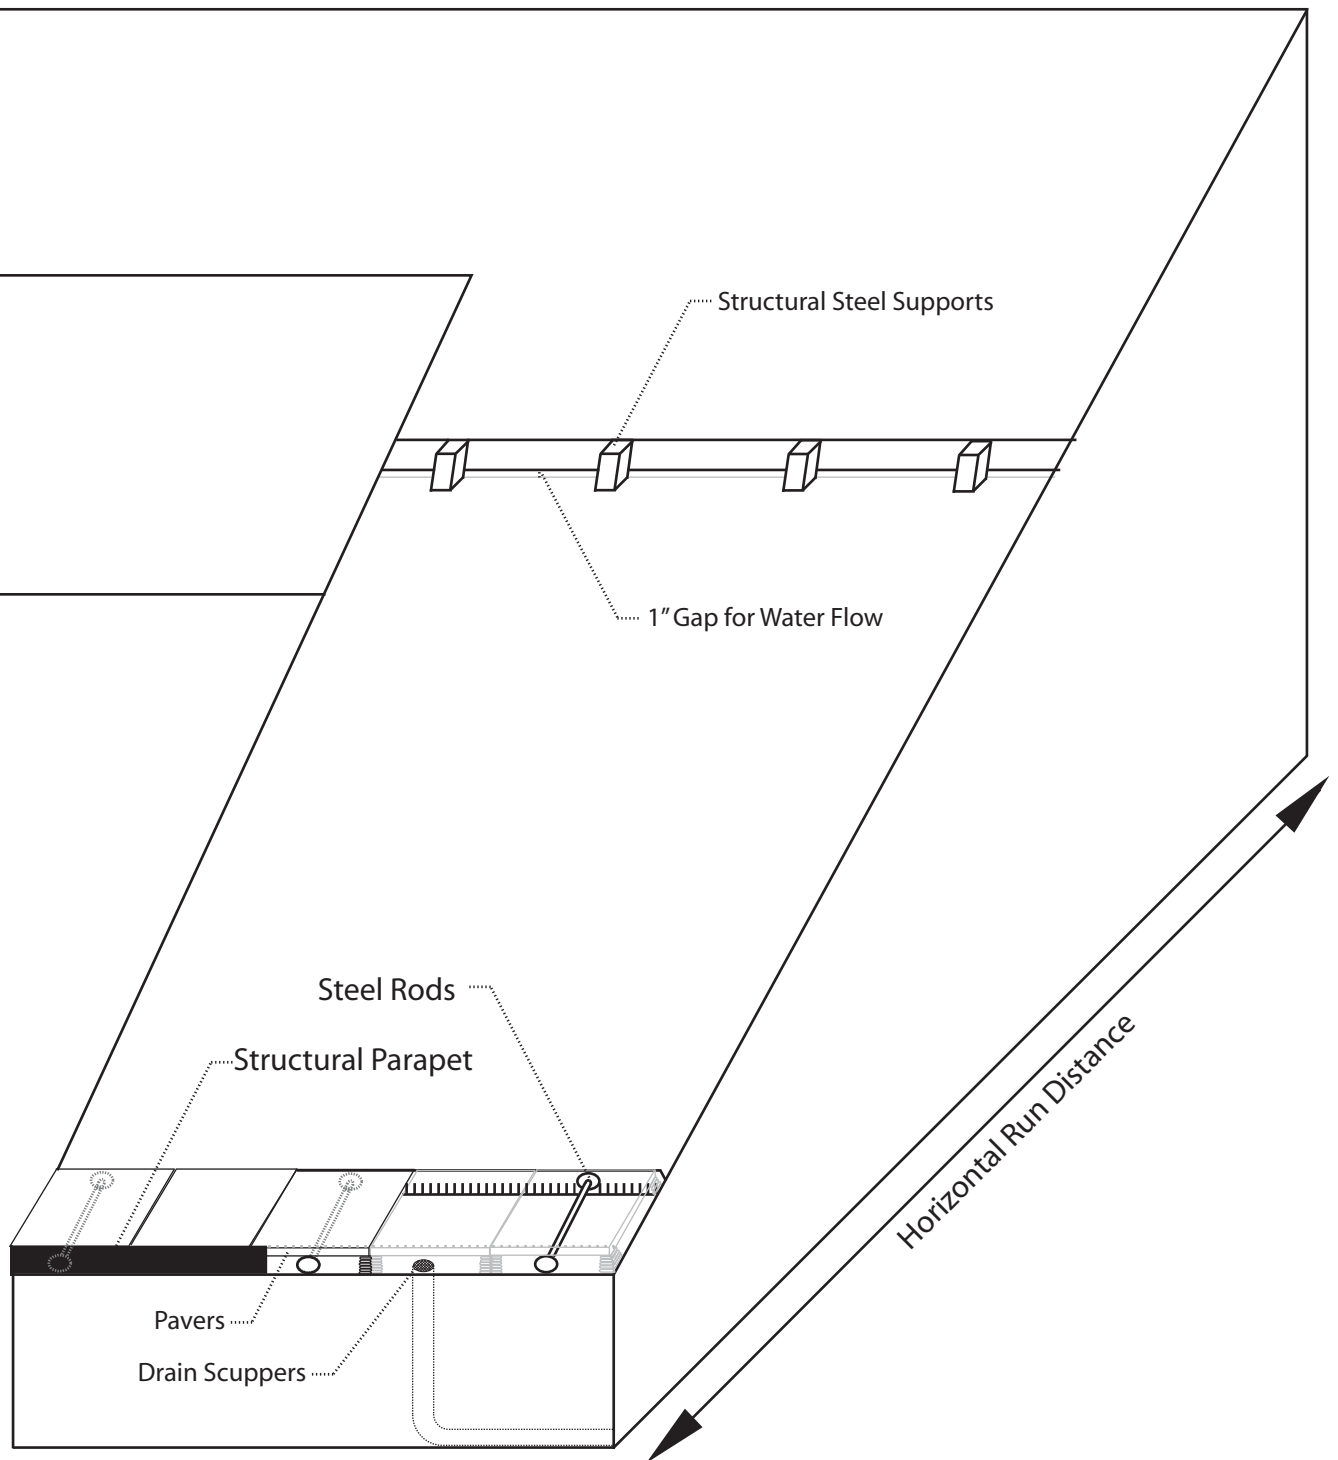 Structural Steel Supports
1” Gap for Water Flow
Steel Rods
Structural Parapet
Horizontal Run Distance
Pavers
Drain Scuppers